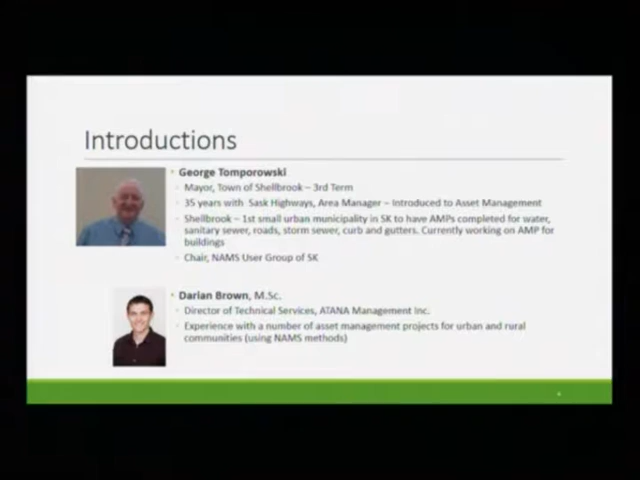 Introductions
George Tomporowski
Mayor, Town of Shellbrook – 3rd Term
35 years with Sask Highways, Area Manager – Introduced to Asset Management
Shellbrook – 1st small urban municipality in SK to have AMPs completed for water,
sanitary sewer, roads, storm sewer, curb and gutters. Currently working on AMP for
buildings
Chair, NAMS User Group of SK
Darian Brown, M.Sc.
Director of Technical Services, ATANA Management Inc.
Experience with a number of asset management projects for urban and rural
communities (using NAMS methods)